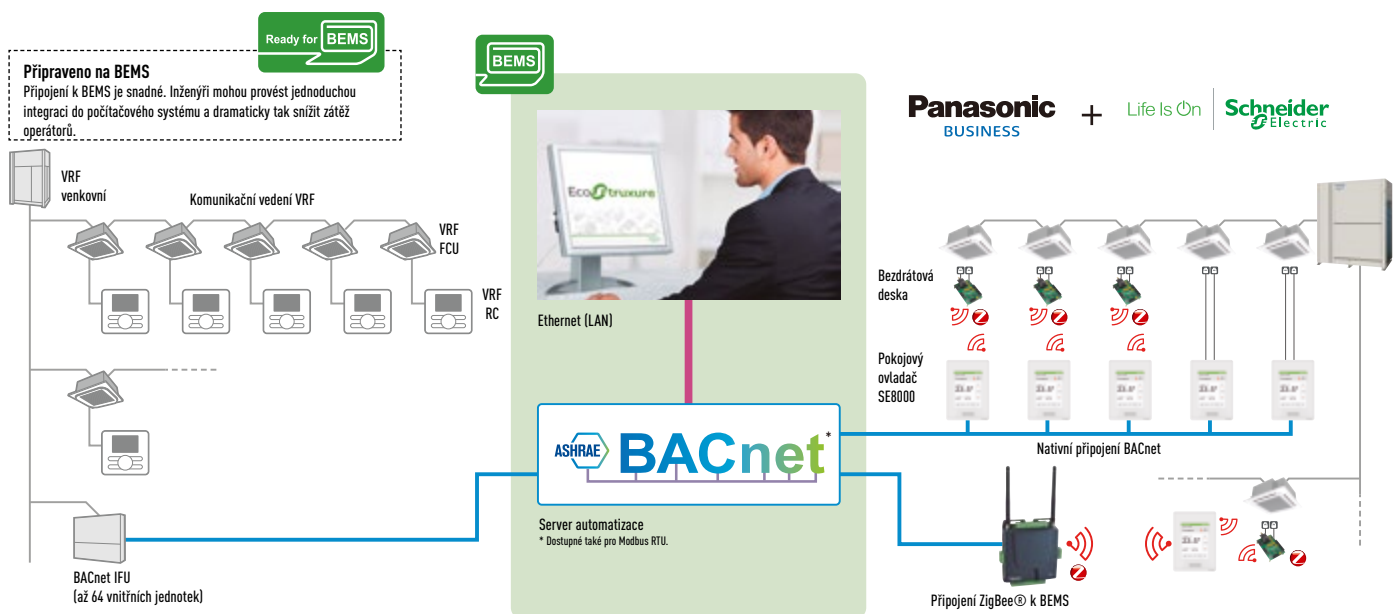 Ready for BEMS
Připraveno na BEMS
Připojení k BEMS je snadné. Inženýři mohou provést jednoduchou
integraci do počítačového systému a dramaticky tak snížit zátěž
operátorů.
VRF
venkovní
Komunikační vedení VRF
VRF
FCU
VRF
RC
BACnet IFU
(až 64 vnitřních jednotek)
BEMS
EcoStruxure
Ethernet (LAN)
ASHRAE BACnet*
Server automatizace
* Dostupné také pro Modbus RTU.
Panasonic
BUSINESS
+
Life Is On
Schneider
Electric
Bezdrátová
deska
Pokojový
ovladač
SE8000
Nativní připojení BACnet
Připojení ZigBee® k BEMS